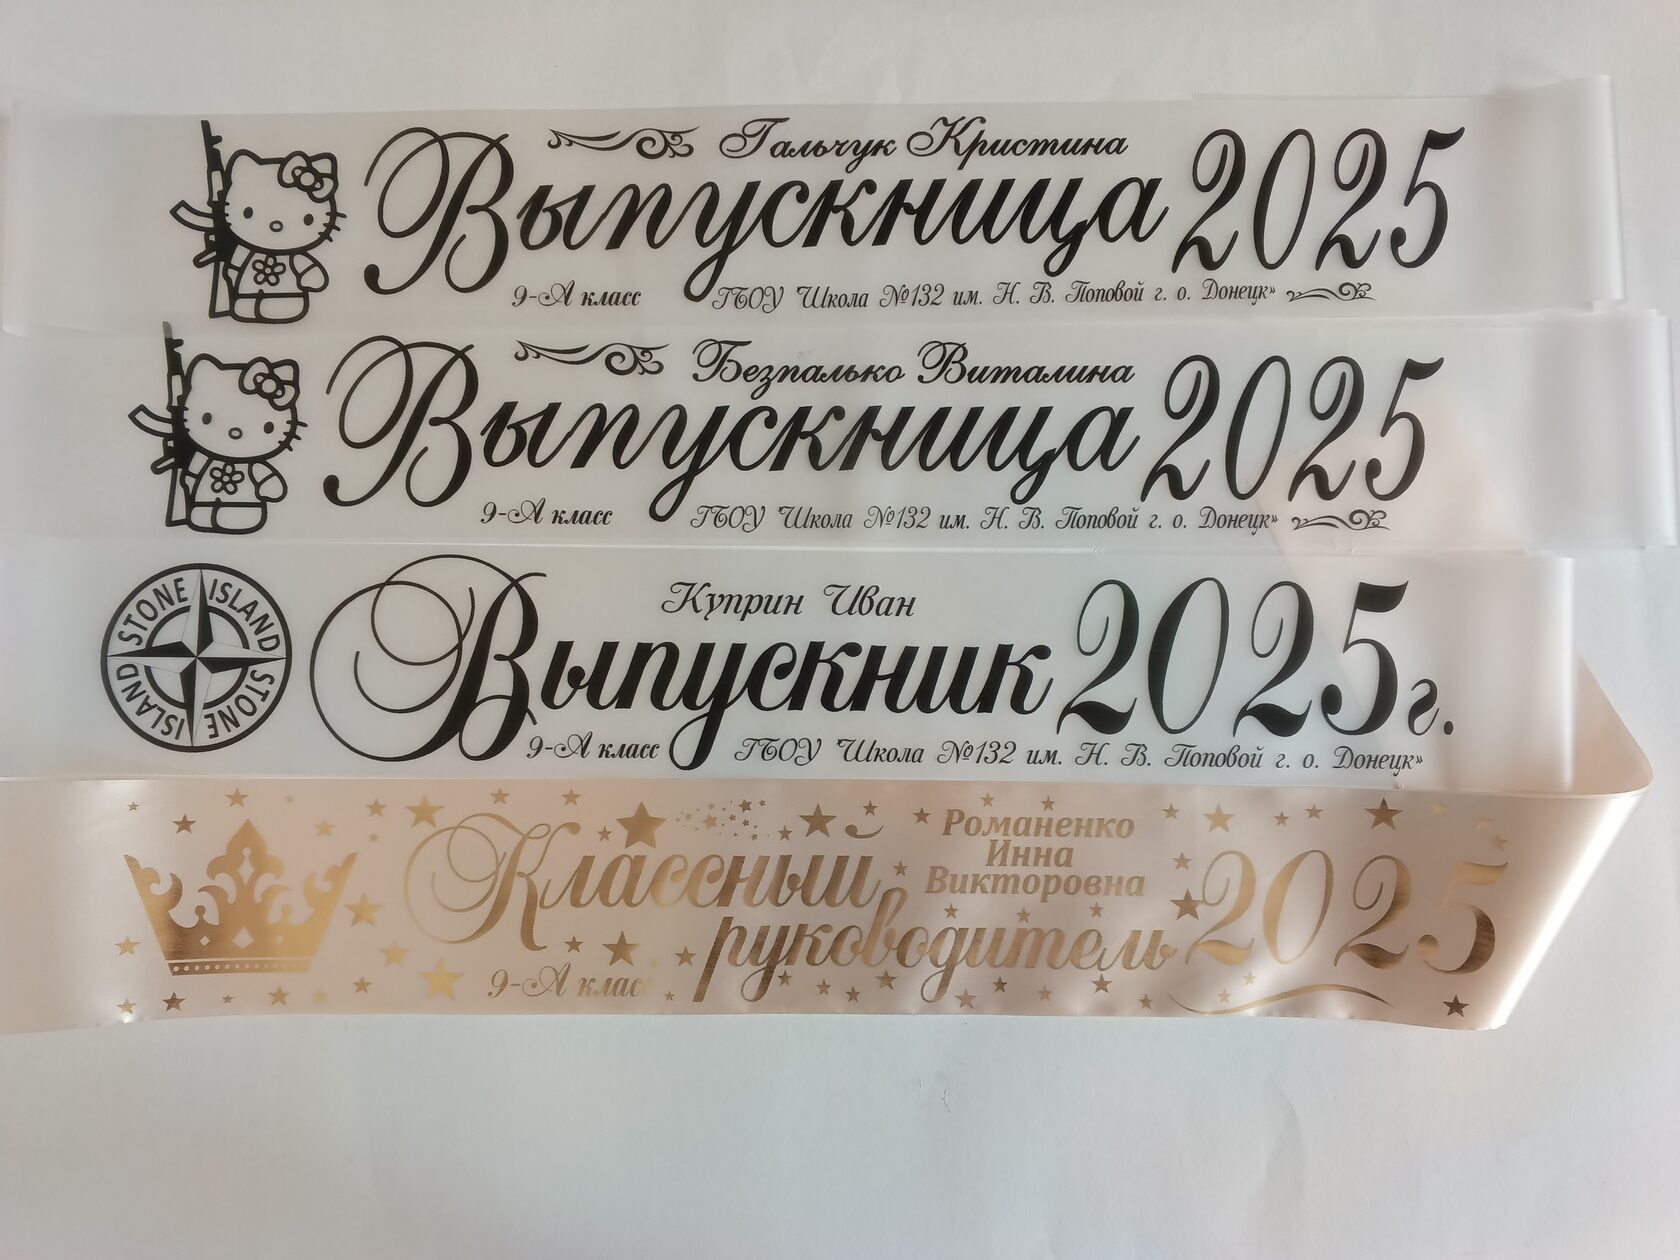 Гальчук Кристина
Выпускница 2025
9-А класс ГБОУ Школа №132 им. Н. В. Поповой г. о. Донецк»
Безпалько Виталина
Выпускница 2025
9-А класс ГБОУ Школа №132 им. Н. В. Поповой г. о. Донецк»
STONE ISLAND STONE ISLAND
Куприн Иван
Выпускник 2025г.
9-А класс ГБОУ Школа №132 им. Н. В. Поповой г. о. Донецк»
Романенко
Инна
Викторовна
Классный
руководитель
2025
9-А класс